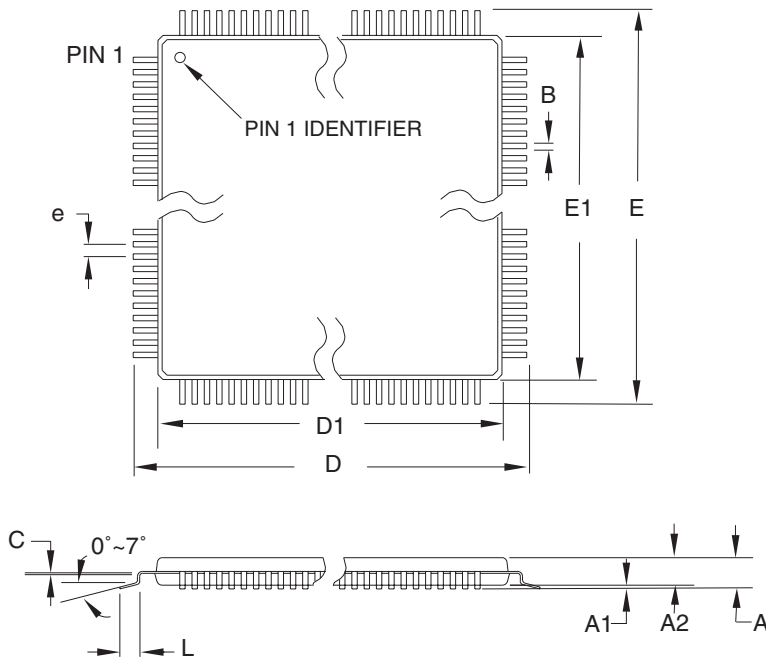 PIN 1
PIN 1 IDENTIFIER
B
e
E1
E
D1
D
C
0°~7°
L
A1
A2
A